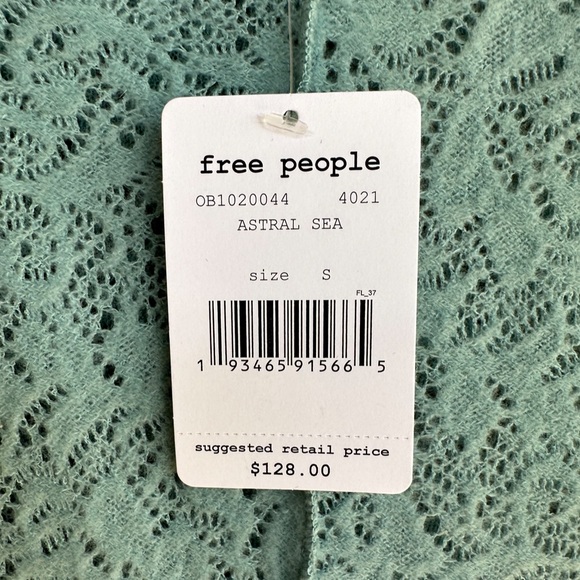 free people
OB1020044 4021
ASTRAL SEA
size S
FL_37
1 93465 91566 5
suggested retail price
$128.00